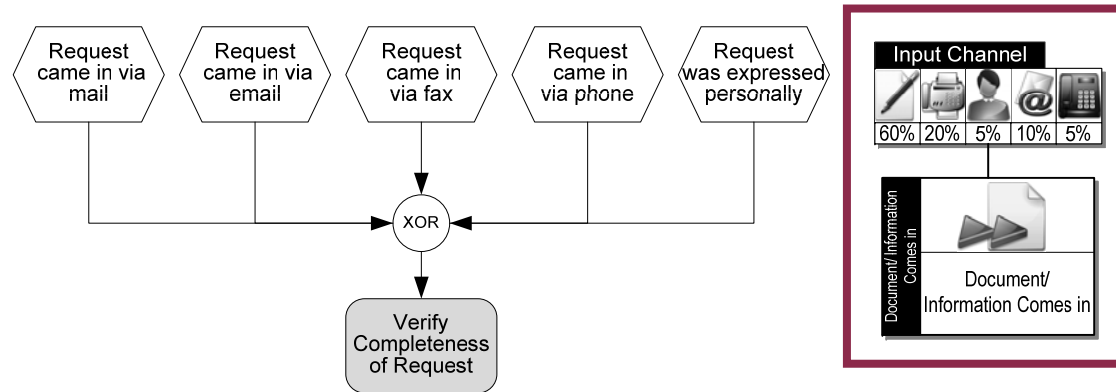 Request
came in via
mail
Request
came in via
email
Request
came in
via fax
Request
came in
via phone
Request
was expressed
personally
XOR
Verify
Completeness
of Request
Input Channel
@
60% 20% 5% 10% 5%
Document/ Information
Comes in
Document/
Information Comes in